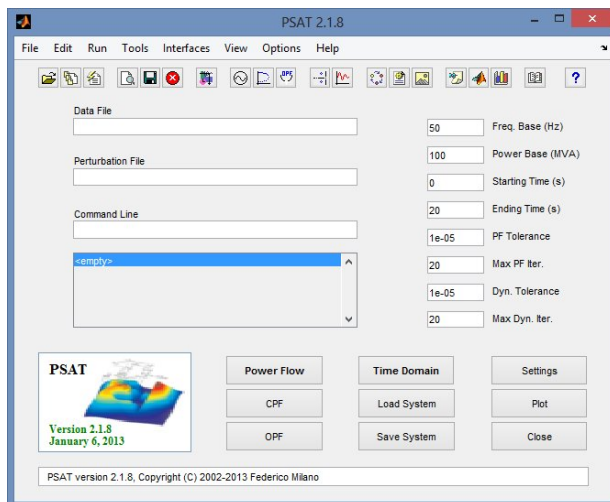 PSAT 2.1.8
File Edit Run Tools Interfaces View Options Help
OPF
?
Data File
50 Freq. Base (Hz)
100 Power Base (MVA)
Perturbation File
0 Starting Time (s)
20 Ending Time (s)
Command Line
1e-05 PF Tolerance
<empty>
20 Max PF Iter.
1e-05 Dyn. Tolerance
20 Max Dyn. Iter.
PSAT
Version 2.1.8
January 6, 2013
Power Flow Time Domain Settings
CPF Load System Plot
OPF Save System Close
PSAT version 2.1.8, Copyright (C) 2002-2013 Federico Milano